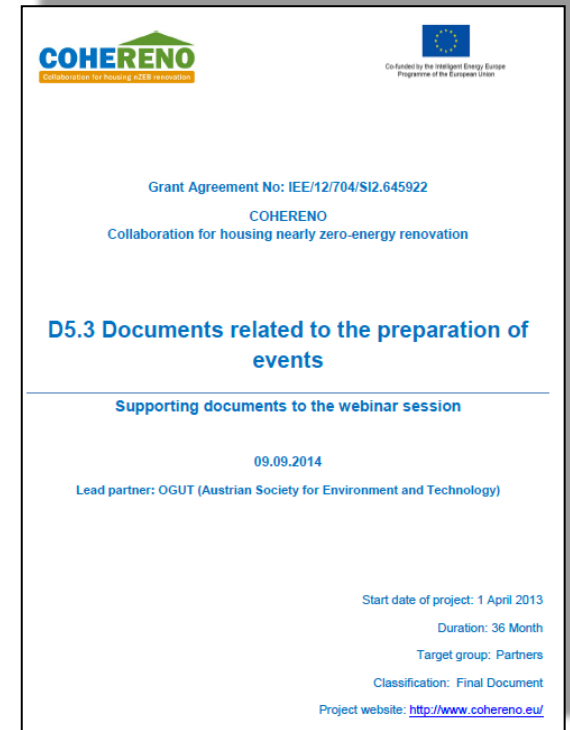 COHERENO
Collaboration for housing nZEB renovation
Co-funded by the Intelligent Energy Europe
Programme of the European Union
Grant Agreement No: IEE/12/704/SI2.645922
COHERENO
Collaboration for housing nearly zero-energy renovation
D5.3 Documents related to the preparation of
events
Supporting documents to the webinar session
09.09.2014
Lead partner: OGUT (Austrian Society for Environment and Technology)
Start date of project: 1 April 2013
Duration: 36 Month
Target group: Partners
Classification: Final Document
Project website: http://www.cohereno.eu/